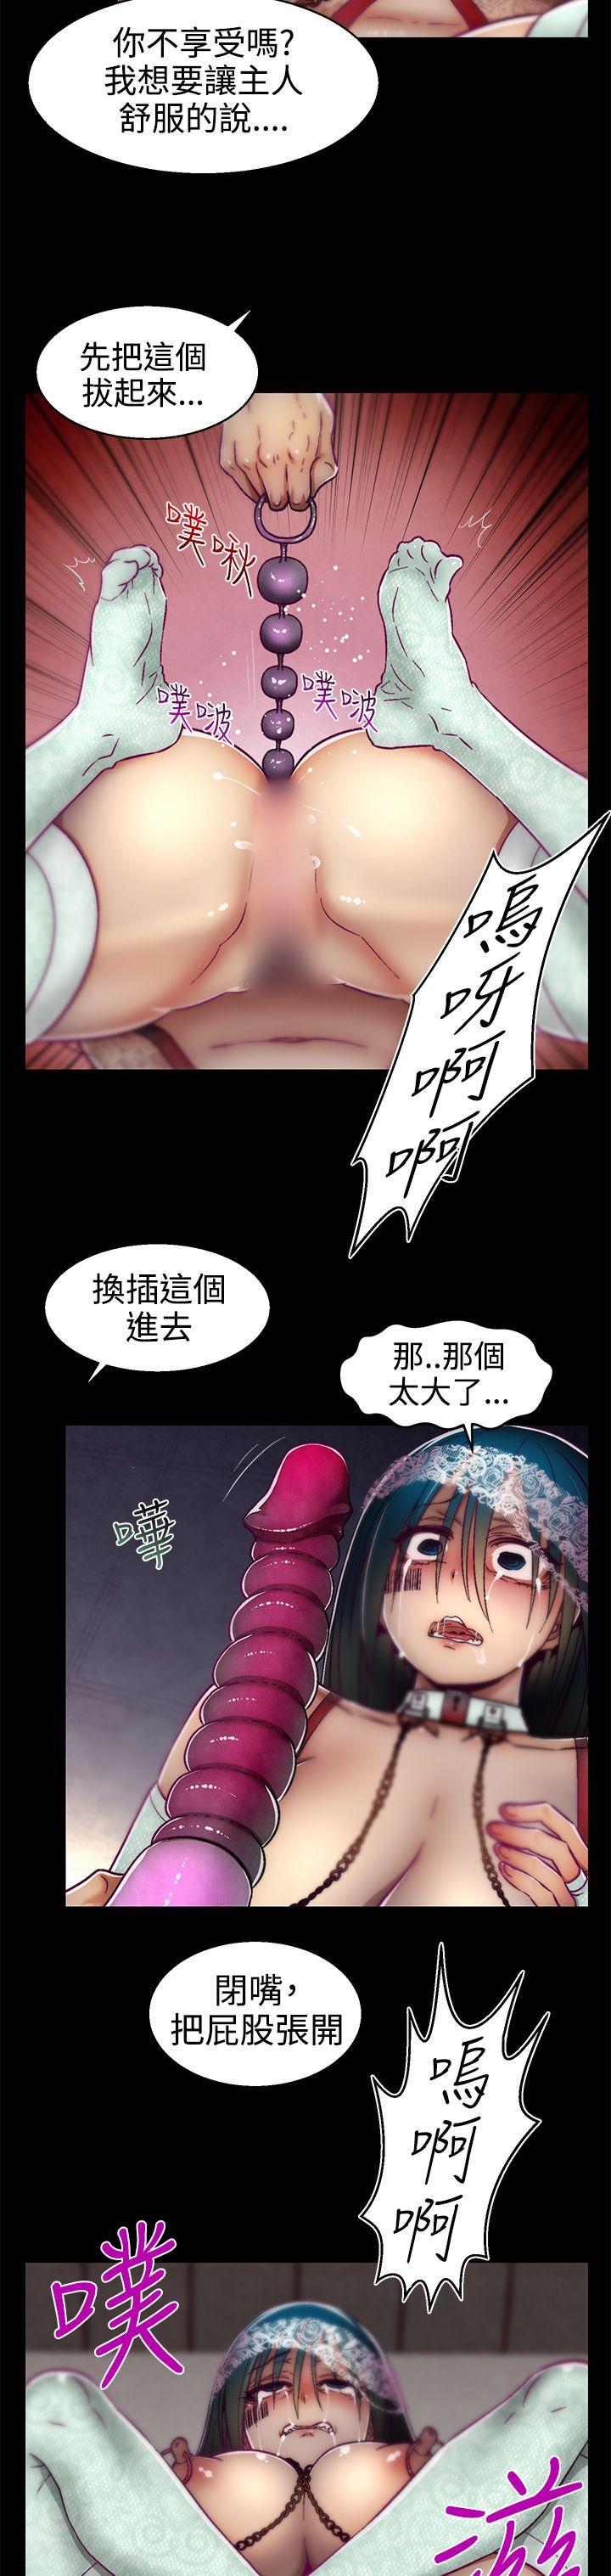 你不享受嗎?
我想要讓主人
舒服的說....
先把這個
拔起來...
噗啾
噗啵
噗啵
嗚呀啊啊
換插這個
進去
那..那個
太大了...
嘩
閉嘴,
把屁股張開
嗚啊啊
噗
滋